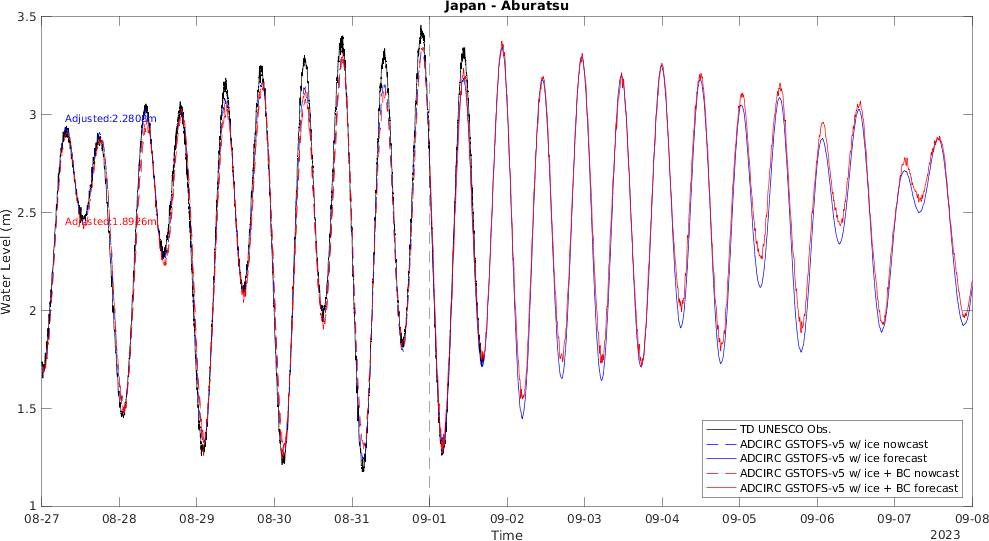 Japan - Aburatsu
3.5
3
2.5
2
1.5
1
Water Level (m)
Adjusted:2.2803m
Adjusted:1.8926m
TD UNESCO Obs.
ADCIRC GSTOFS-v5 w/ ice nowcast
ADCIRC GSTOFS-v5 w/ ice forecast
ADCIRC GSTOFS-v5 w/ ice + BC nowcast
ADCIRC GSTOFS-v5 w/ ice + BC forecast
08-27 08-28 08-29 08-30 08-31 09-01 09-02 09-03 09-04 09-05 09-06 09-07 09-08
Time
2023